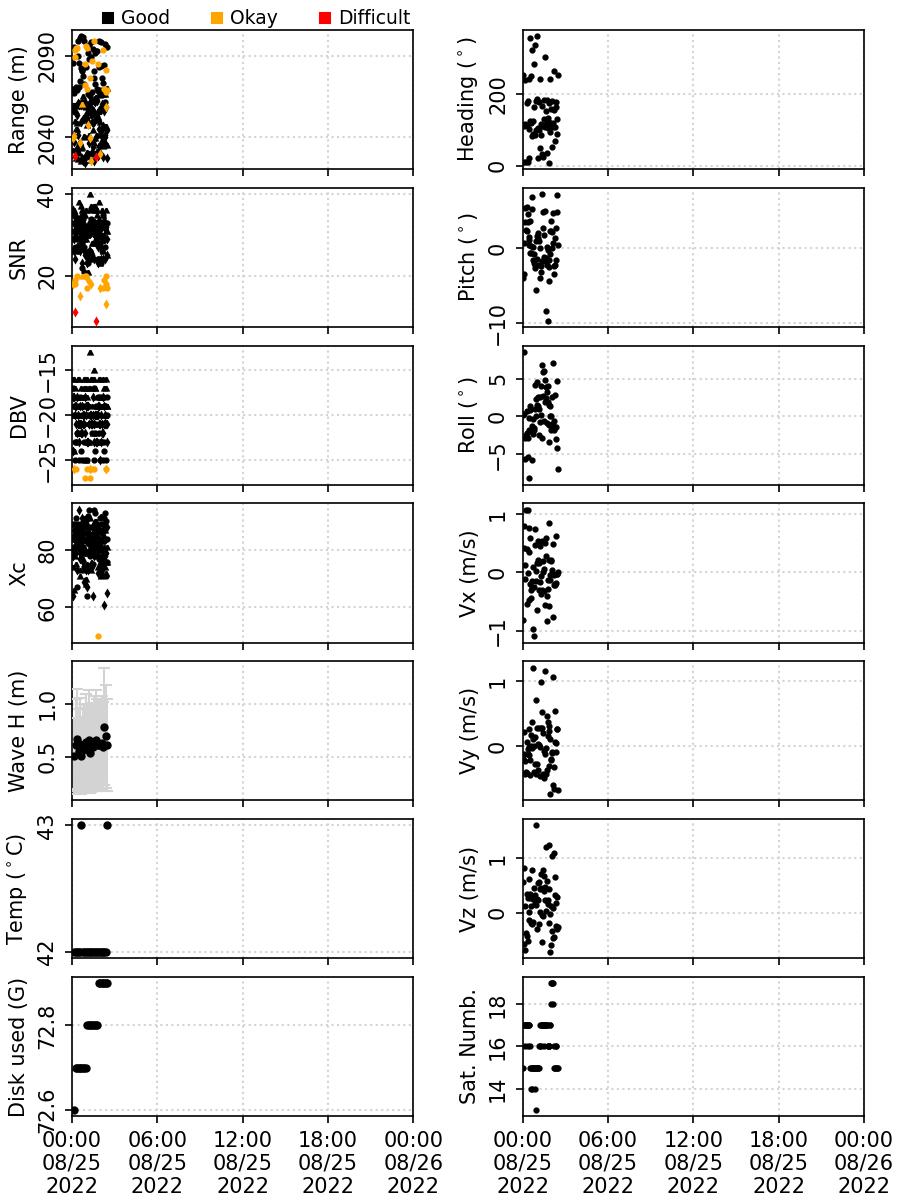 Good Okay Difficult
Range (m)
2090
2040
Heading (°)
200
0
SNR
40
20
Pitch (°)
0
−10
DBV
−15
−20
−25
Roll (°)
5
0
−5
Xc
80
60
Vx (m/s)
1
0
−1
Wave H (m)
1.0
0.5
Vy (m/s)
1
0
Temp (°C)
43
42
Vz (m/s)
1
0
Disk used (G)
72.8
72.6
Sat. Numb.
18
16
14
00:00 06:00 12:00 18:00 00:00
08/25 08/25 08/25 08/25 08/26
2022 2022 2022 2022 2022
00:00 06:00 12:00 18:00 00:00
08/25 08/25 08/25 08/25 08/26
2022 2022 2022 2022 2022